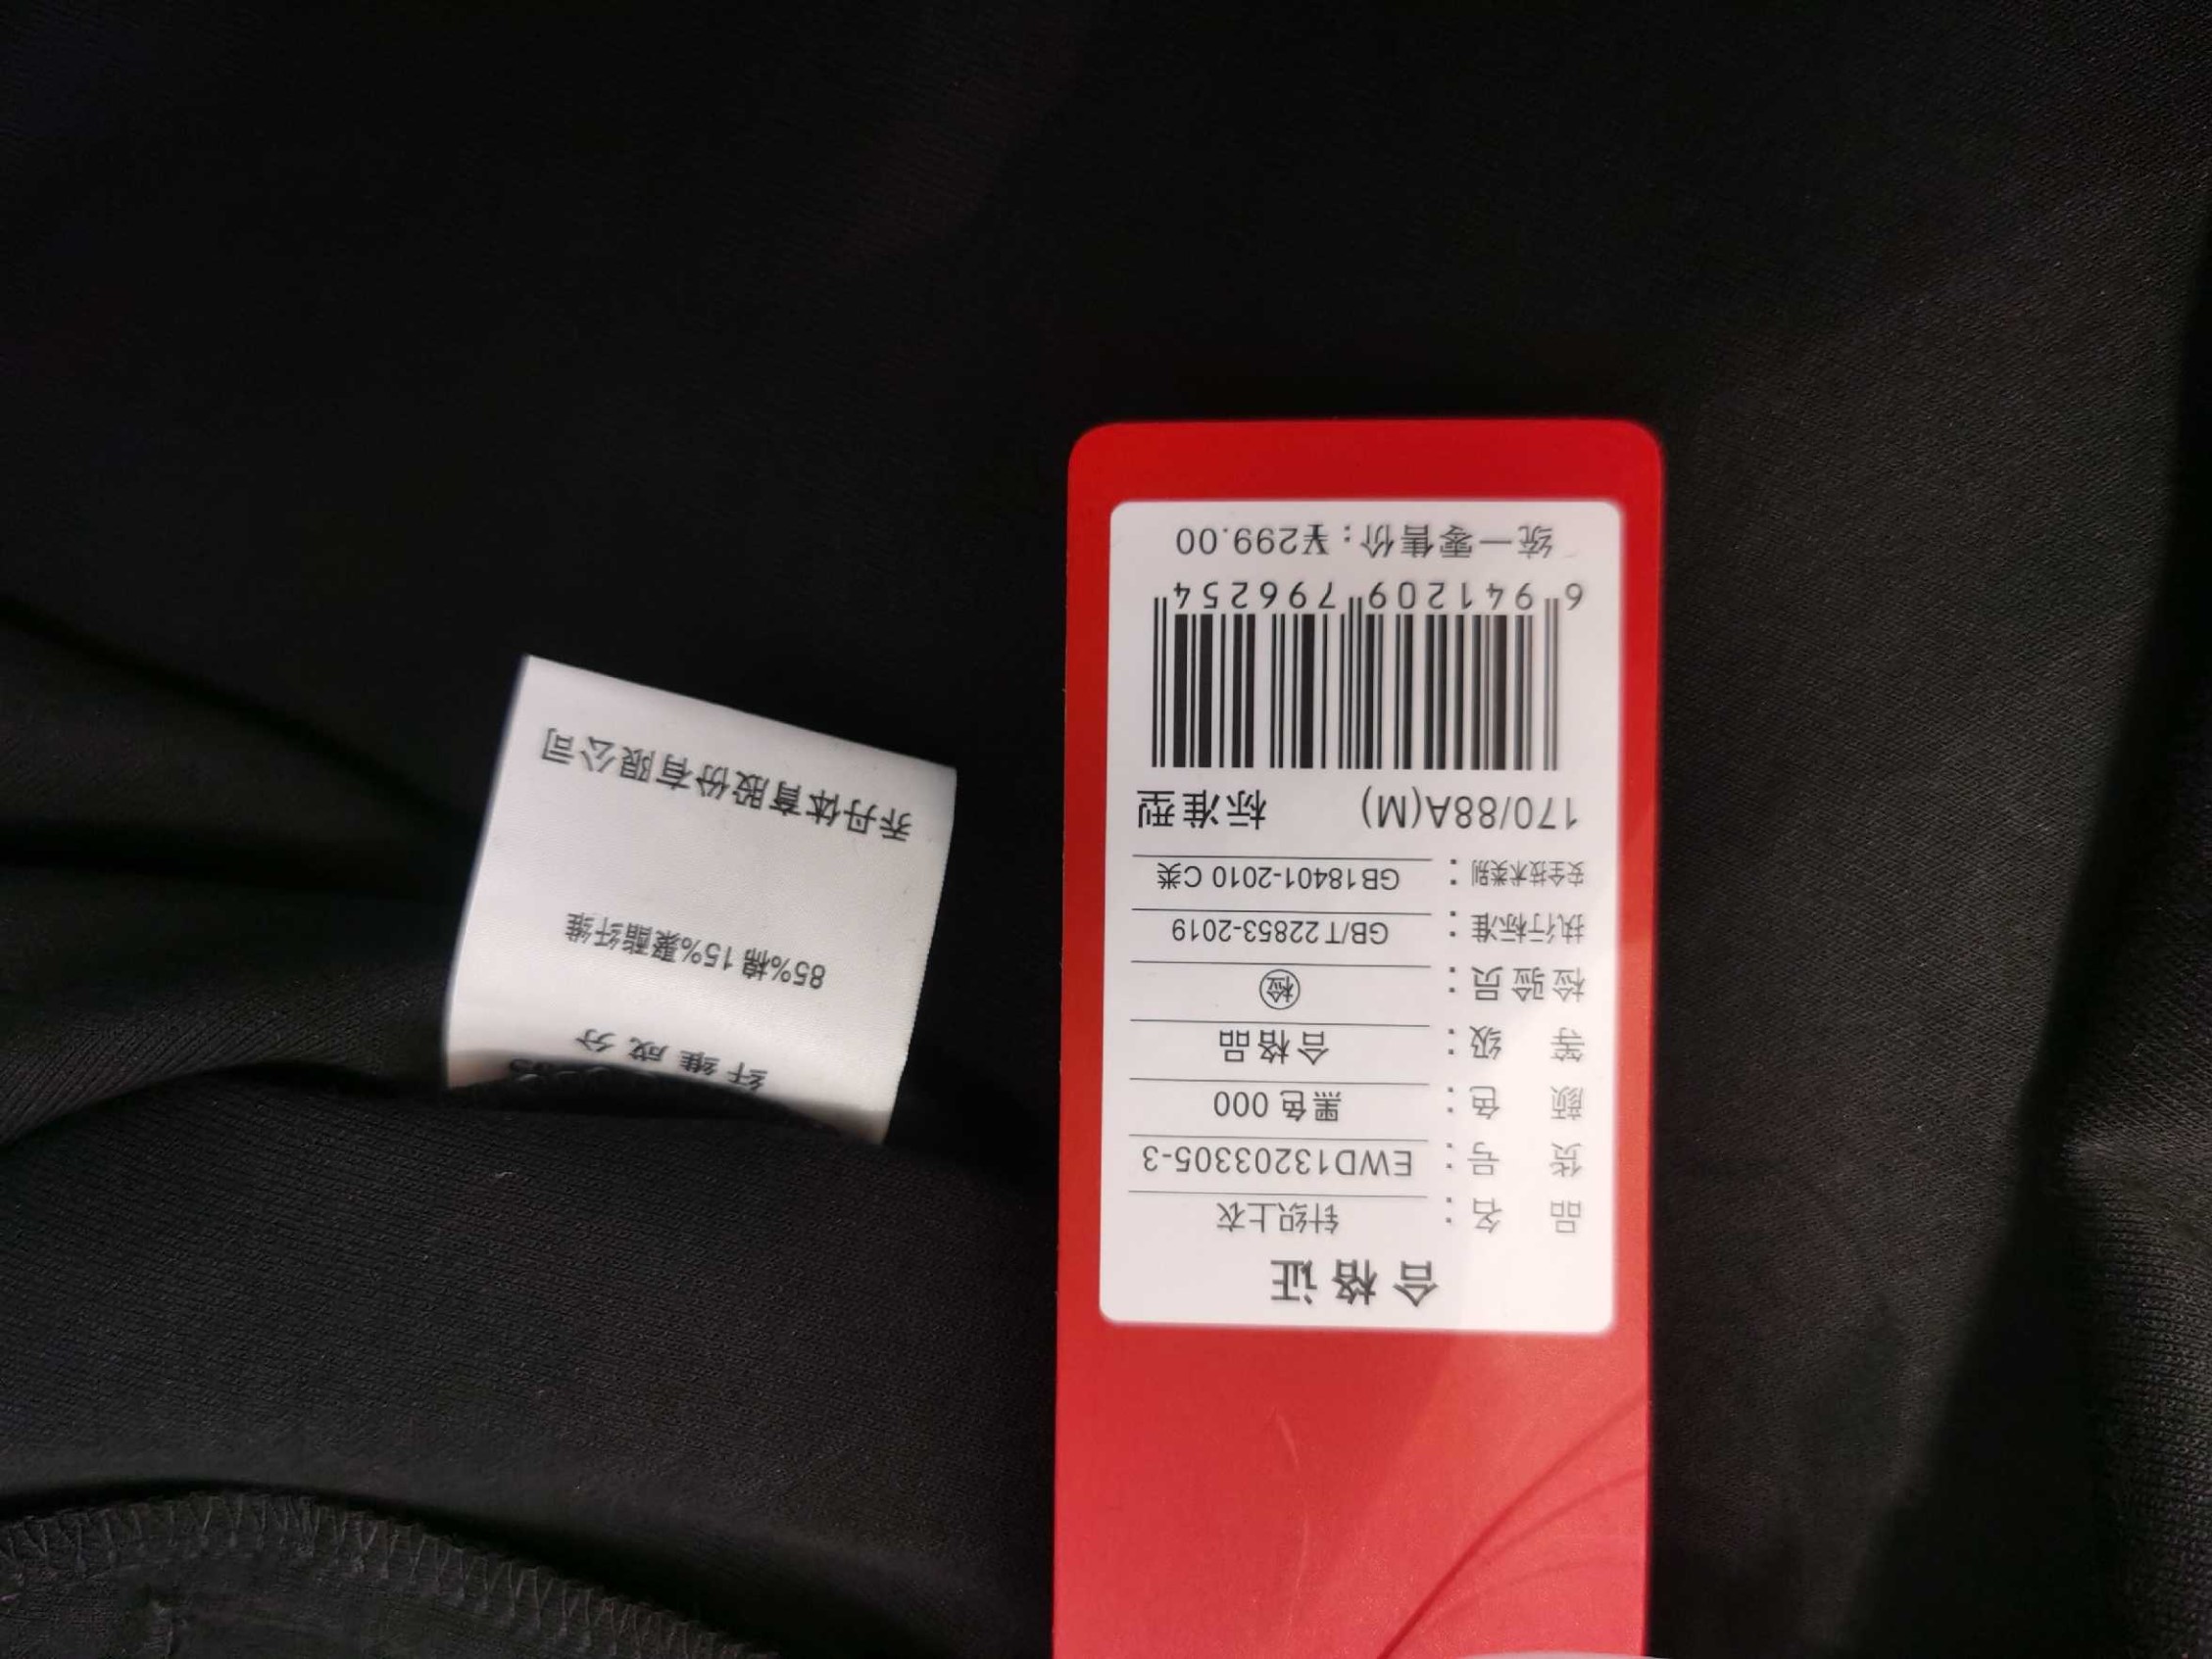 合格证
品 名： 针织上衣
货 号： EWD13203305-3
颜 色： 黑色 000
等 级： 合格品
检验员： 检
执行标准： GB/T 22853-2019
安全技术类别： GB18401-2010 C类
170/88A(M) 标准型
6 941209 796254
统一零售价：¥299.00
纤维成分
85%棉 15%聚酯纤维
乔丹体育股份有限公司